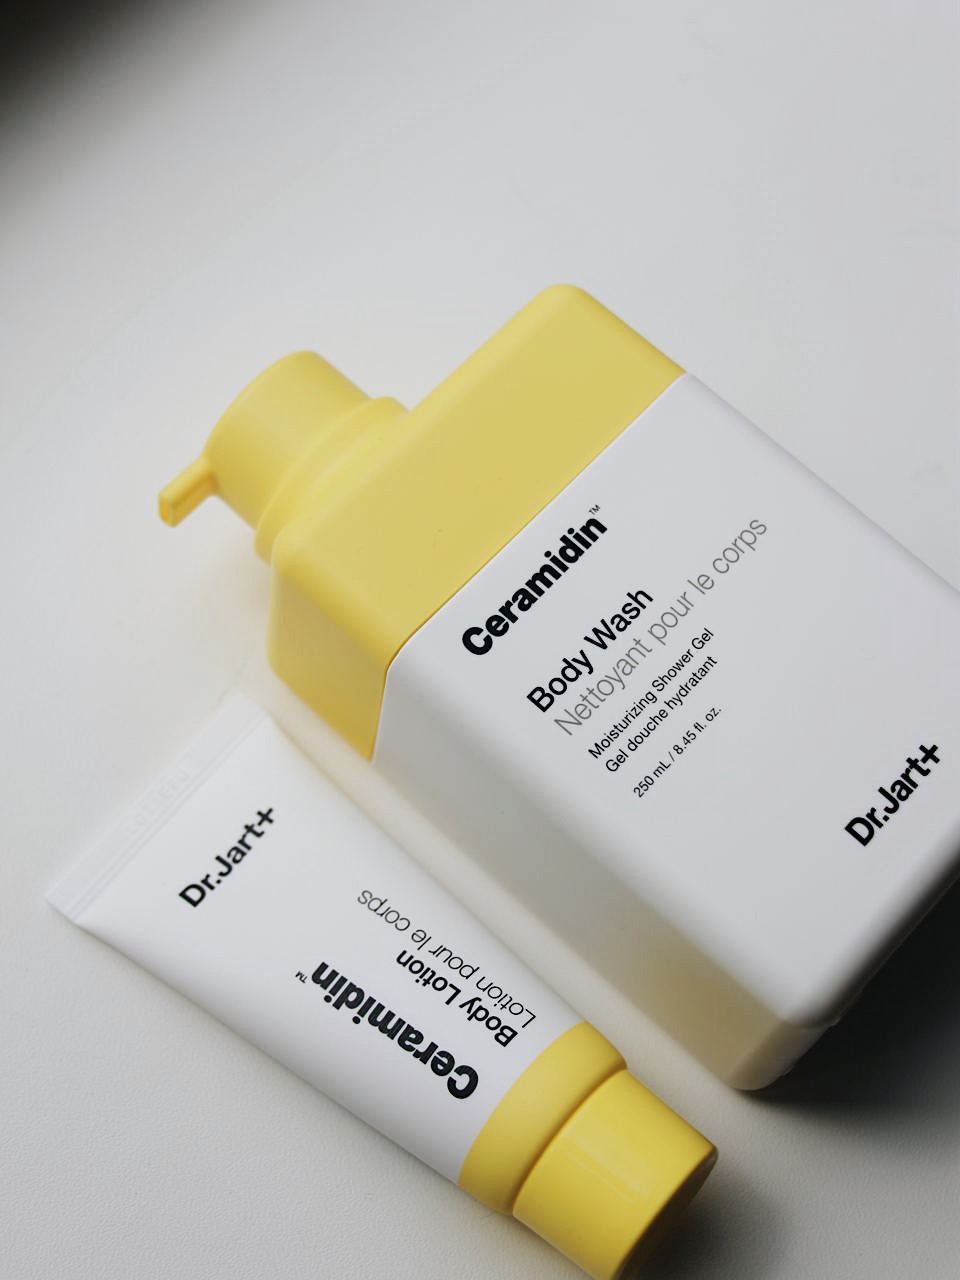 Ceramidin™
Body Wash
Nettoyant pour le corps
Moisturizing Shower Gel
Gel douche hydratant
250 mL / 8.45 fl. oz.
Dr.Jart+
Dr.Jart+
Ceramidin™
Body Lotion
Lotion pour le corps